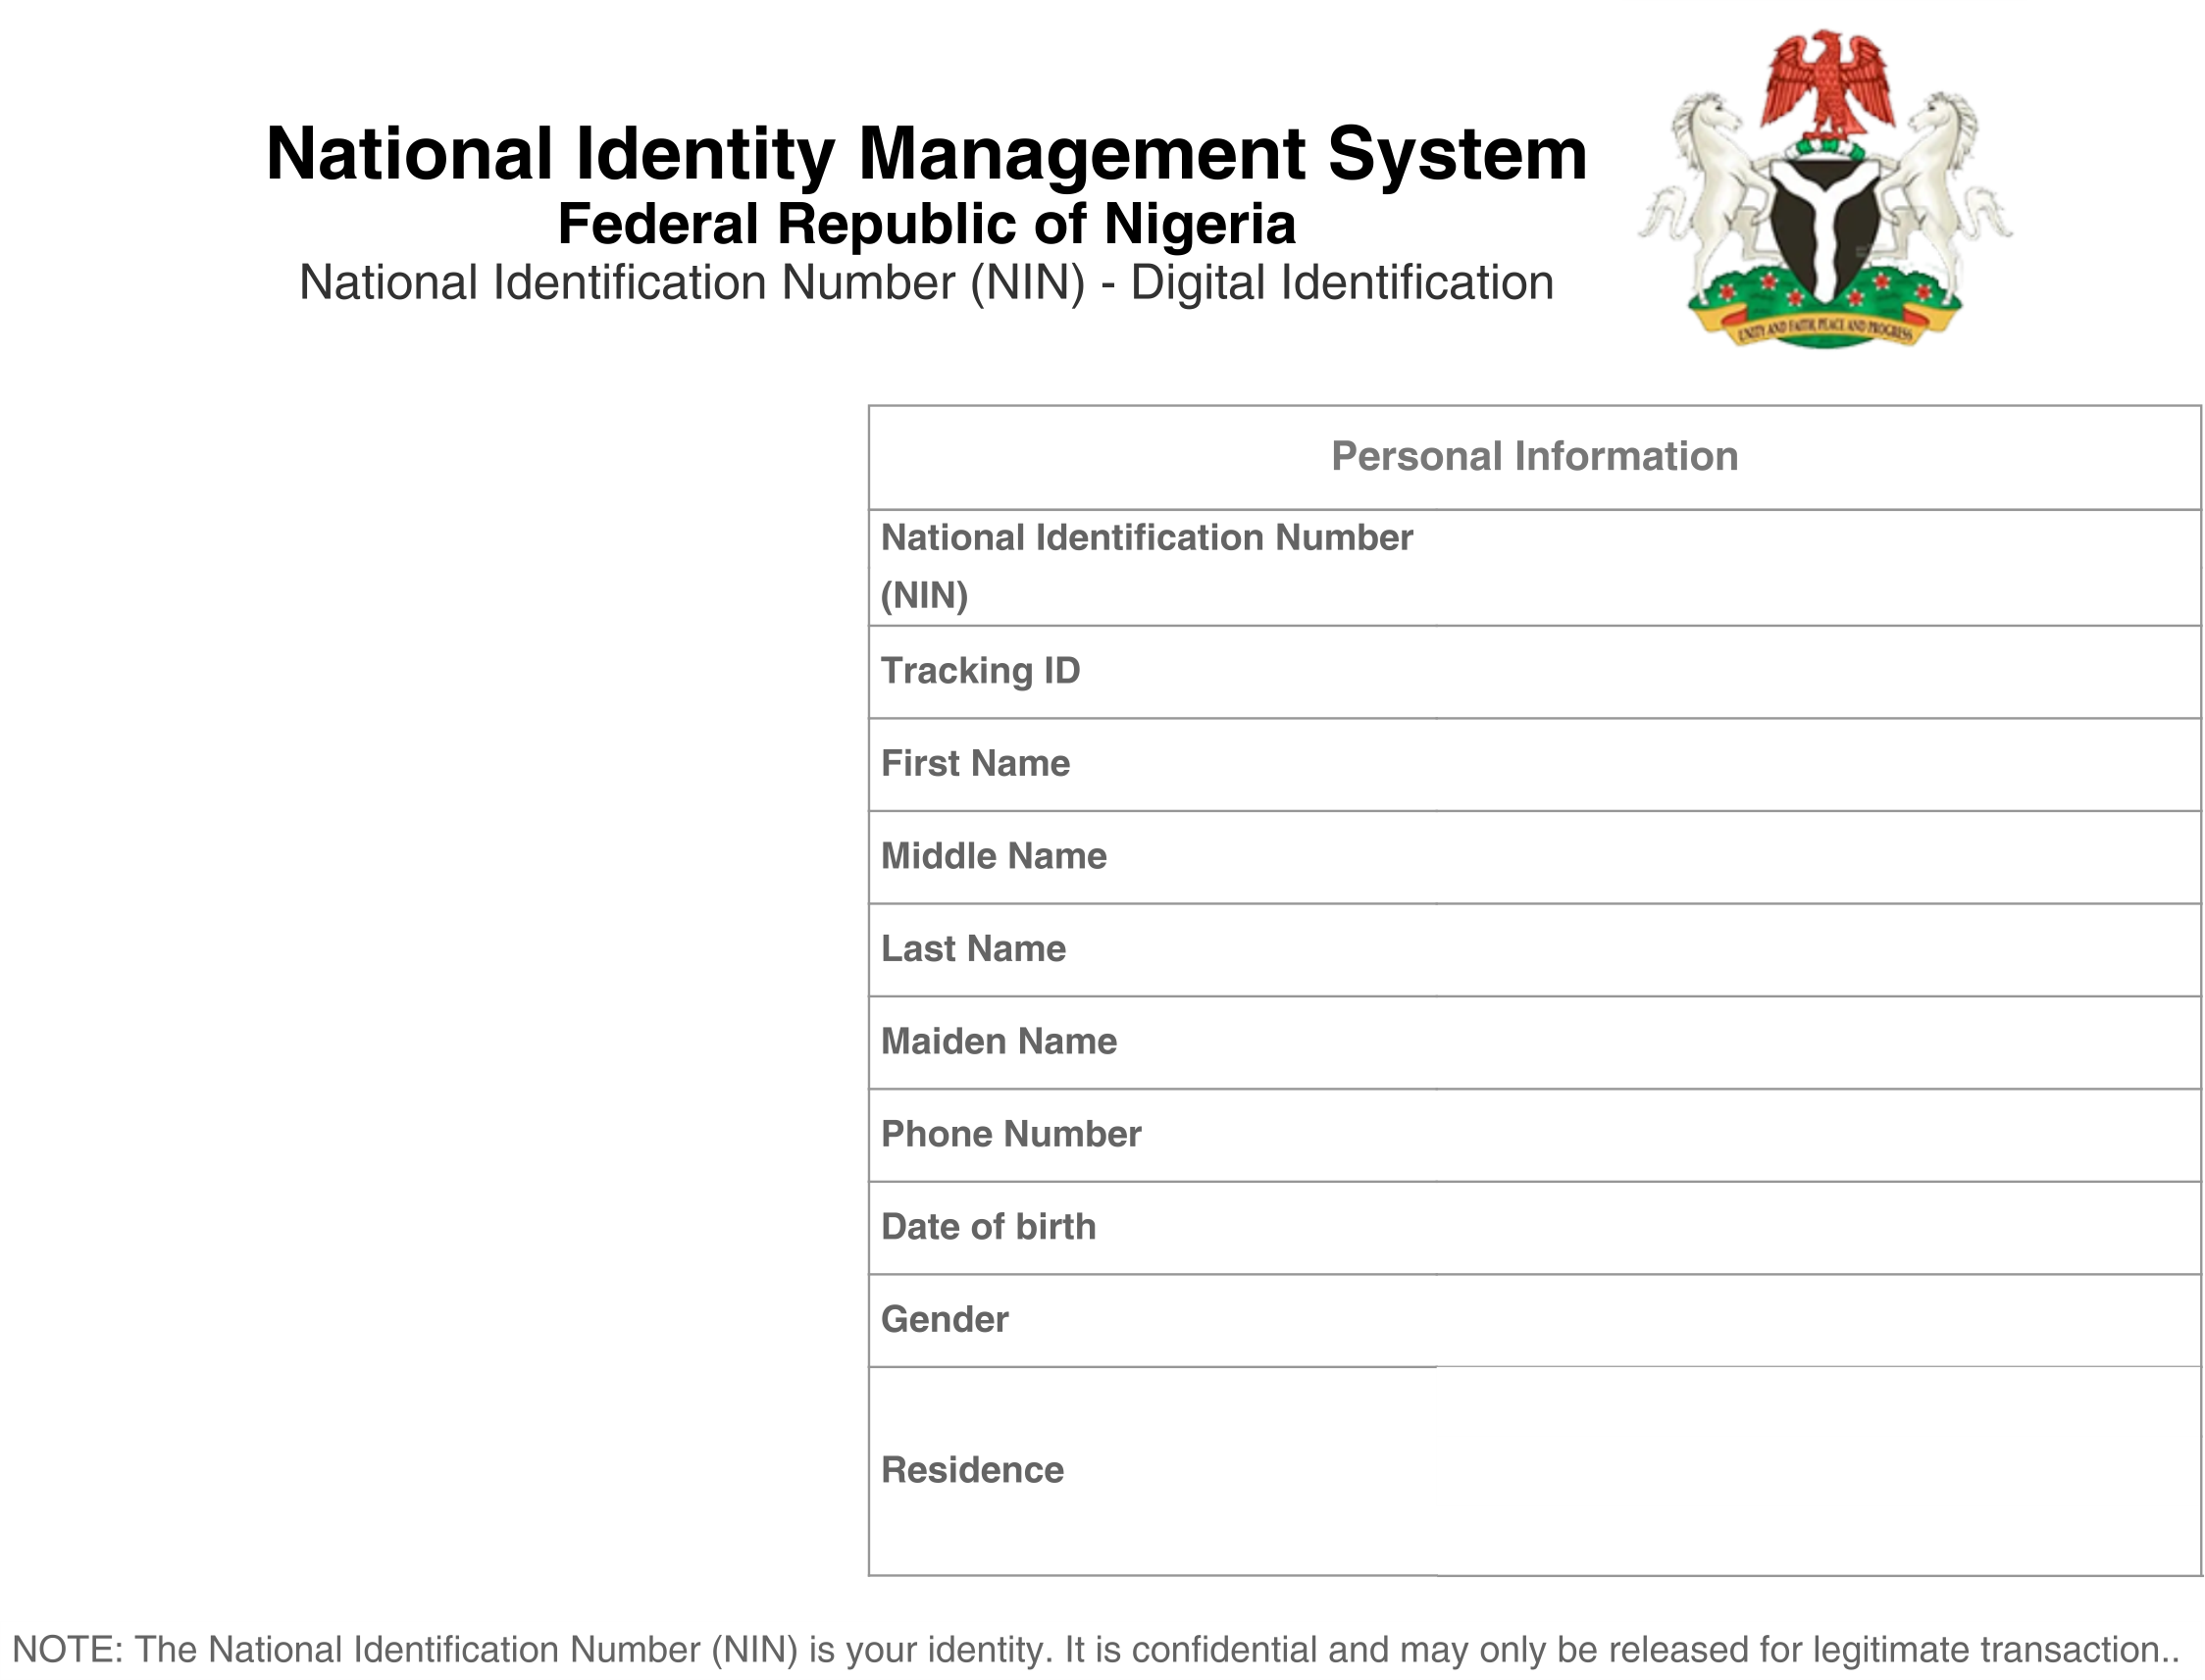 National Identity Management System
Federal Republic of Nigeria
National Identification Number (NIN) - Digital Identification
UNITY AND FAITH, PEACE AND PROGRESS
Personal Information
National Identification Number
(NIN)
Tracking ID
First Name
Middle Name
Last Name
Maiden Name
Phone Number
Date of birth
Gender
Residence
NOTE: The National Identification Number (NIN) is your identity. It is confidential and may only be released for legitimate transaction..